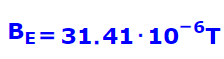 B_E = 31.41·10^−6 T